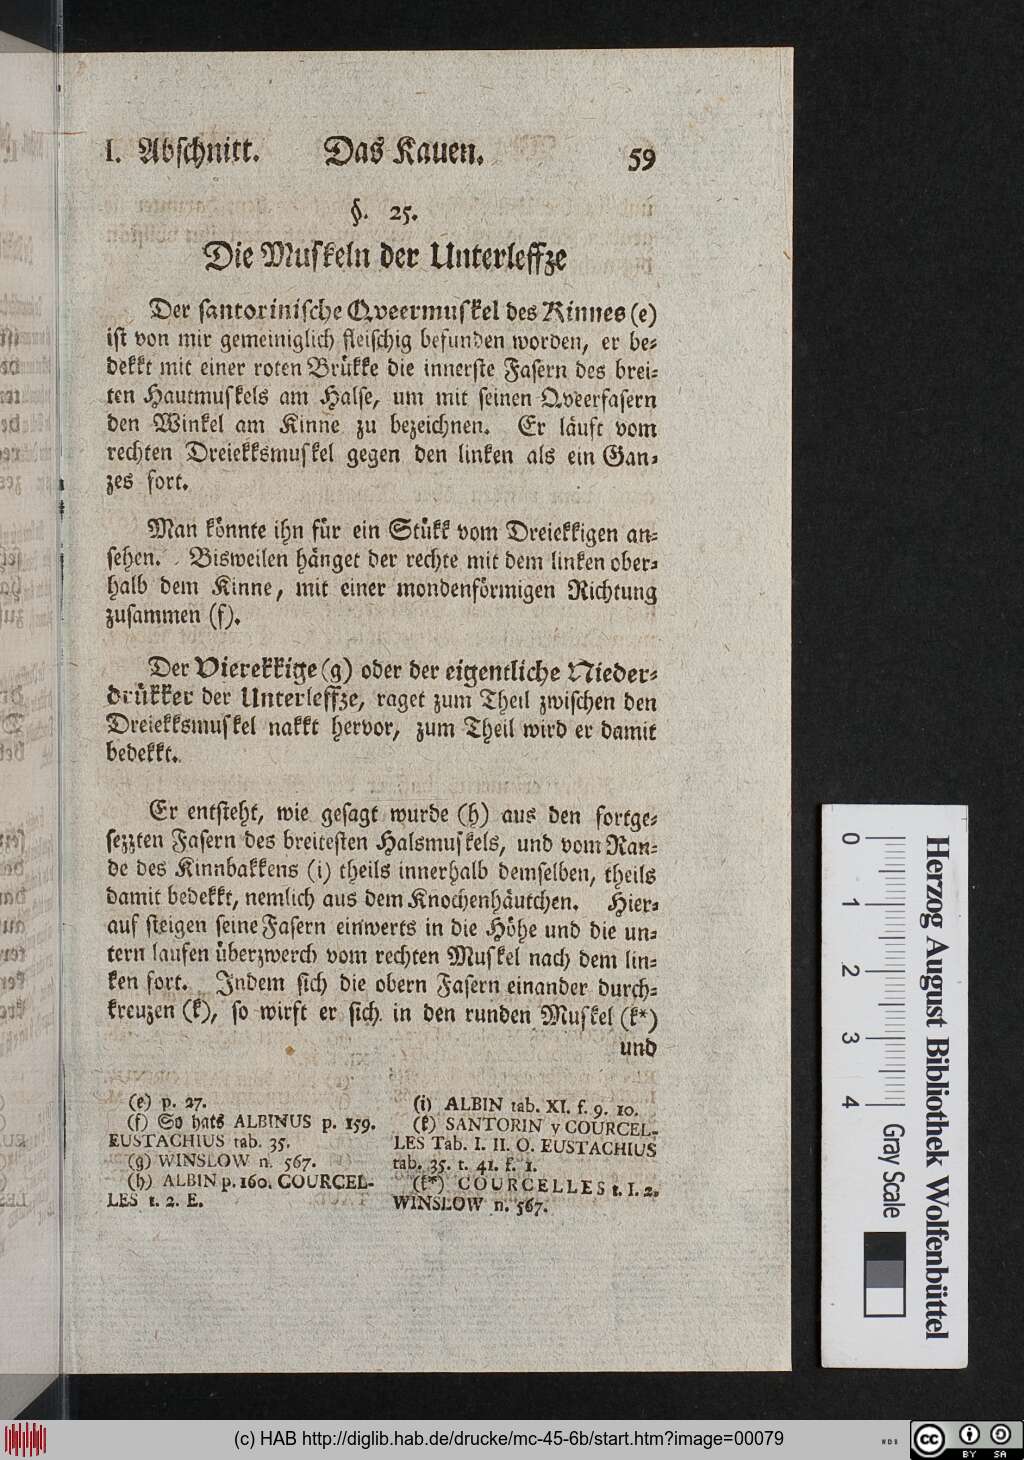 I. Abschnitt. Das Kauen. 59
§. 25.
Die Muskeln der Unterleffze
Der santorinische Qveermuskel des Kinnes (e)
ist von mir gemeiniglich fleischig befunden worden, er be-
dekkt mit einer roten Brükke die innerste Fasern des brei-
ten Hautmuskels am Halse, um mit seinen Qveerfasern
den Winkel am Kinne zu bezeichnen. Er läuft vom
rechten Dreiekksmuskel gegen den linken als ein Gan-
zes fort.
Man könnte ihn für ein Stükk vom Dreiekkigen an-
sehen. Bisweilen hänget der rechte mit dem linken ober-
halb dem Kinne, mit einer mondenförmigen Richtung
zusammen (f).
Der Vierekkige (g) oder der eigentliche Nieder-
drükker der Unterleffze, raget zum Theil zwischen den
Dreiekksmuskel nakkt hervor, zum Theil wird er damit
bedekkt.
Er entsteht, wie gesagt wurde (h) aus den fortge-
sezzten Fasern des breitesten Halsmuskels, und vom Ran-
de des Kinnbakkens (i) theils innerhalb demselben, theils
damit bedekkt, nemlich aus dem Knochenhäutchen. Hier-
auf steigen seine Fasern einwerts in die Höhe und die un-
tern laufen überzwerch vom rechten Muskel nach dem lin-
ken fort. Indem sich die obern Fasern einander durch-
kreuzen (k), so wirft er sich in den runden Muskel (k*)
und
(e) p. 27.
(f) So hats ALBINUS p. 159.
EUSTACHIUS tab. 35.
(g) WINSLOW n. 567.
(h) ALBIN p. 160. COURCEL-
LES t. 2. E.
(i) ALBIN tab. XI. f. 9. 10.
(k) SANTORIN y COURCEL-
LES Tab. I. II. O. EUSTACHIUS
tab. 35. t. 41. f. 1.
(k*) COURCELLES t. I. 2.
WINSLOW n. 567.
0 1 2 3 4 Gray Scale
Herzog August Bibliothek Wolfenbüttel
(c) HAB http://diglib.hab.de/drucke/mc-45-6b/start.htm?image=00079
cc BY SA